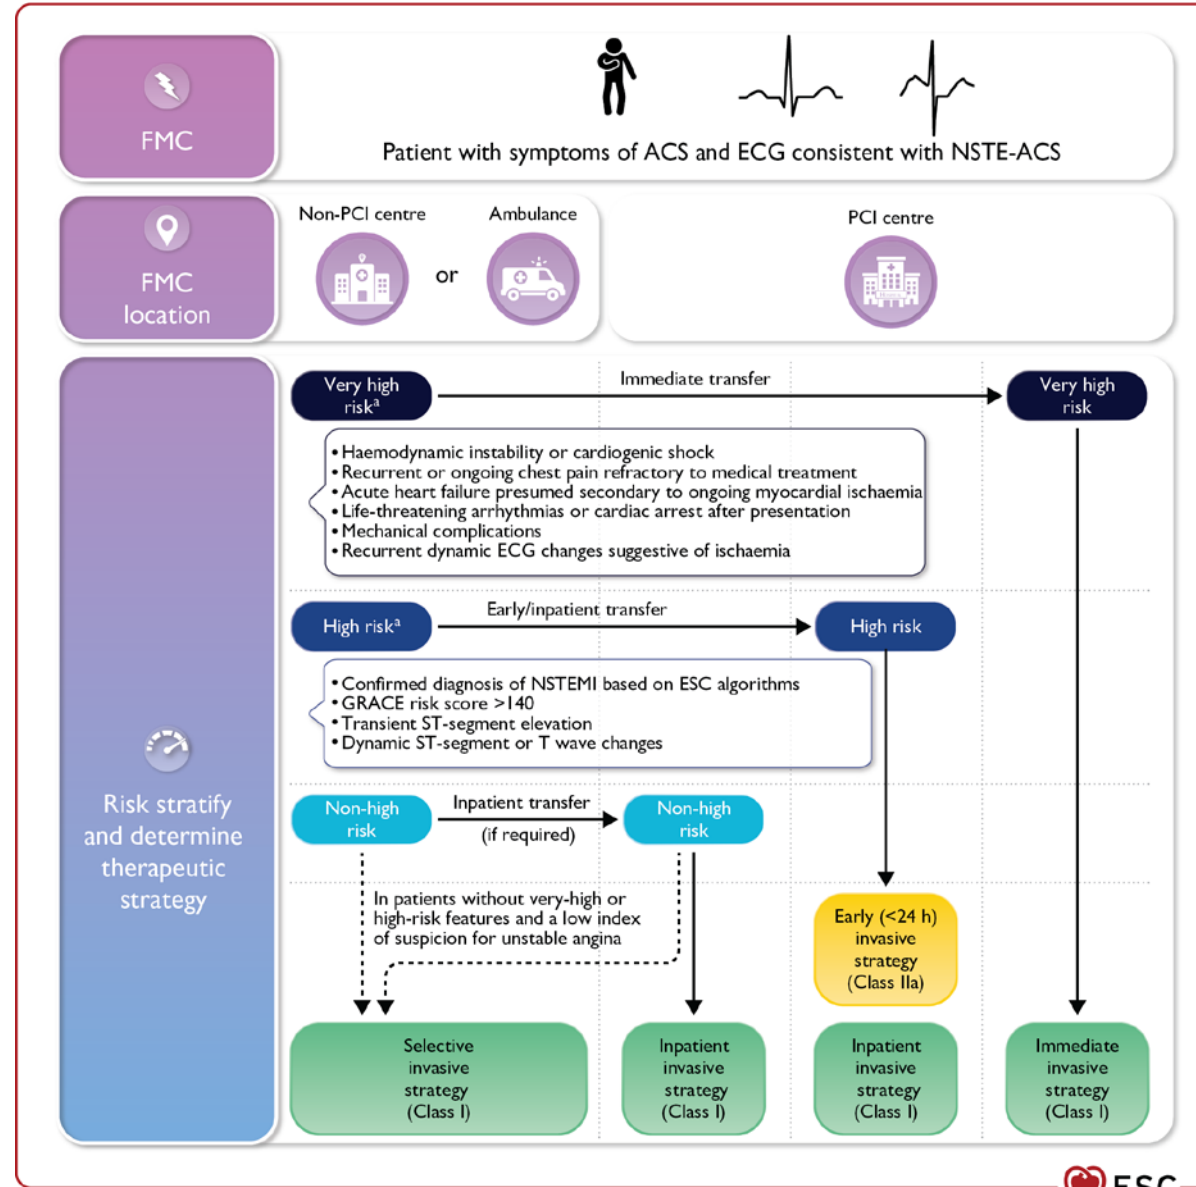 FMC
Patient with symptoms of ACS and ECG consistent with NSTE-ACS
FMC
location
Non-PCI centre
or
Ambulance
PCI centre
Risk stratify
and determine
therapeutic
strategy
Very high
riskᵃ
Immediate transfer
Very high
risk
• Haemodynamic instability or cardiogenic shock
• Recurrent or ongoing chest pain refractory to medical treatment
• Acute heart failure presumed secondary to ongoing myocardial ischaemia
• Life-threatening arrhythmias or cardiac arrest after presentation
• Mechanical complications
• Recurrent dynamic ECG changes suggestive of ischaemia
High riskᵃ
Early/inpatient transfer
High risk
• Confirmed diagnosis of NSTEMI based on ESC algorithms
• GRACE risk score >140
• Transient ST-segment elevation
• Dynamic ST-segment or T wave changes
Non-high
risk
Inpatient transfer
(if required)
Non-high
risk
In patients without very-high or
high-risk features and a low index
of suspicion for unstable angina
Early (<24 h)
invasive
strategy
(Class IIa)
Selective
invasive
strategy
(Class I)
Inpatient
invasive
strategy
(Class I)
Inpatient
invasive
strategy
(Class I)
Immediate
invasive
strategy
(Class I)
ESC